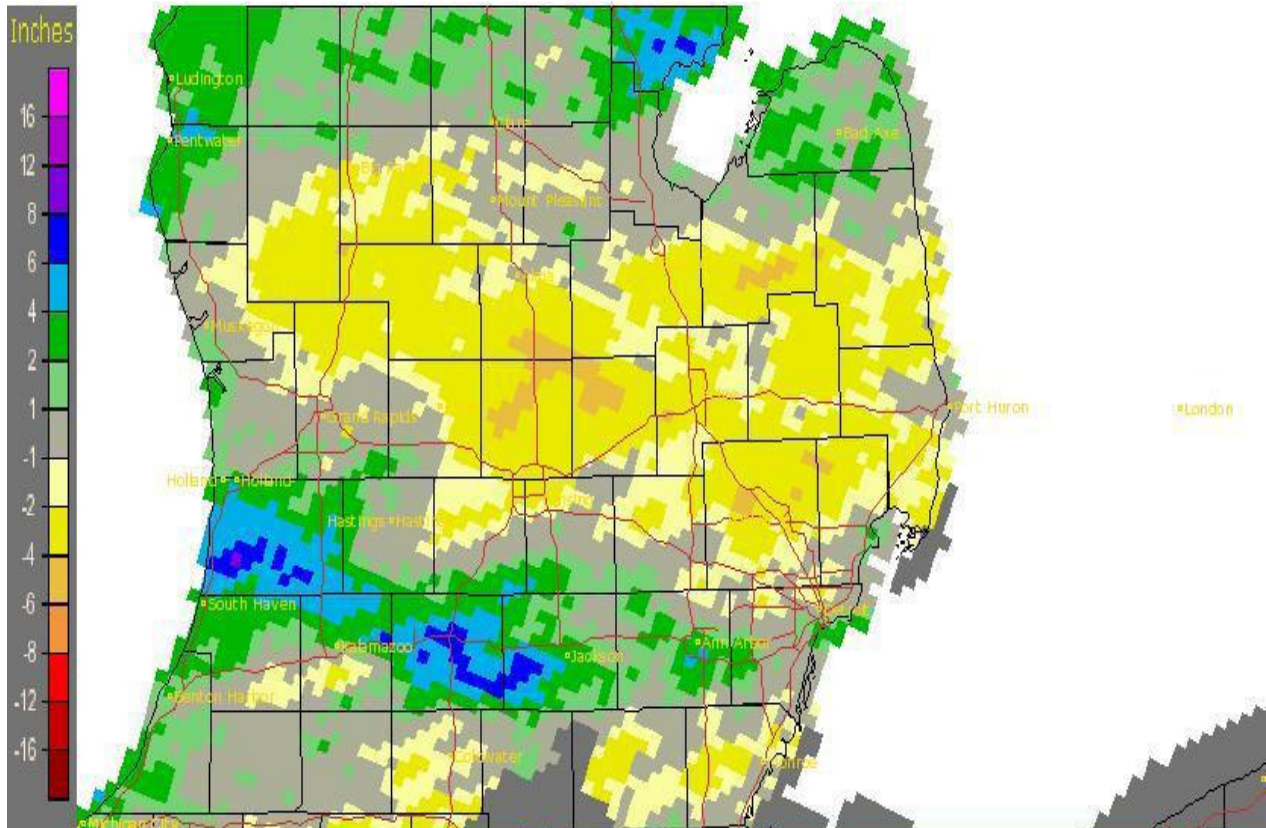 Inches
16
12
8
6
4
2
1
-1
-2
-4
-6
-8
-12
-16
Ludington
Pentwater
Bad Axe
Mount Pleasant
Muskegon
Grand Rapids
Port Huron
London
Holland
Holland
Hastings
Hastings
South Haven
Kalamazoo
Jackson
Ann Arbor
Benton Harbor
Coldwater
Monroe
Michigan City